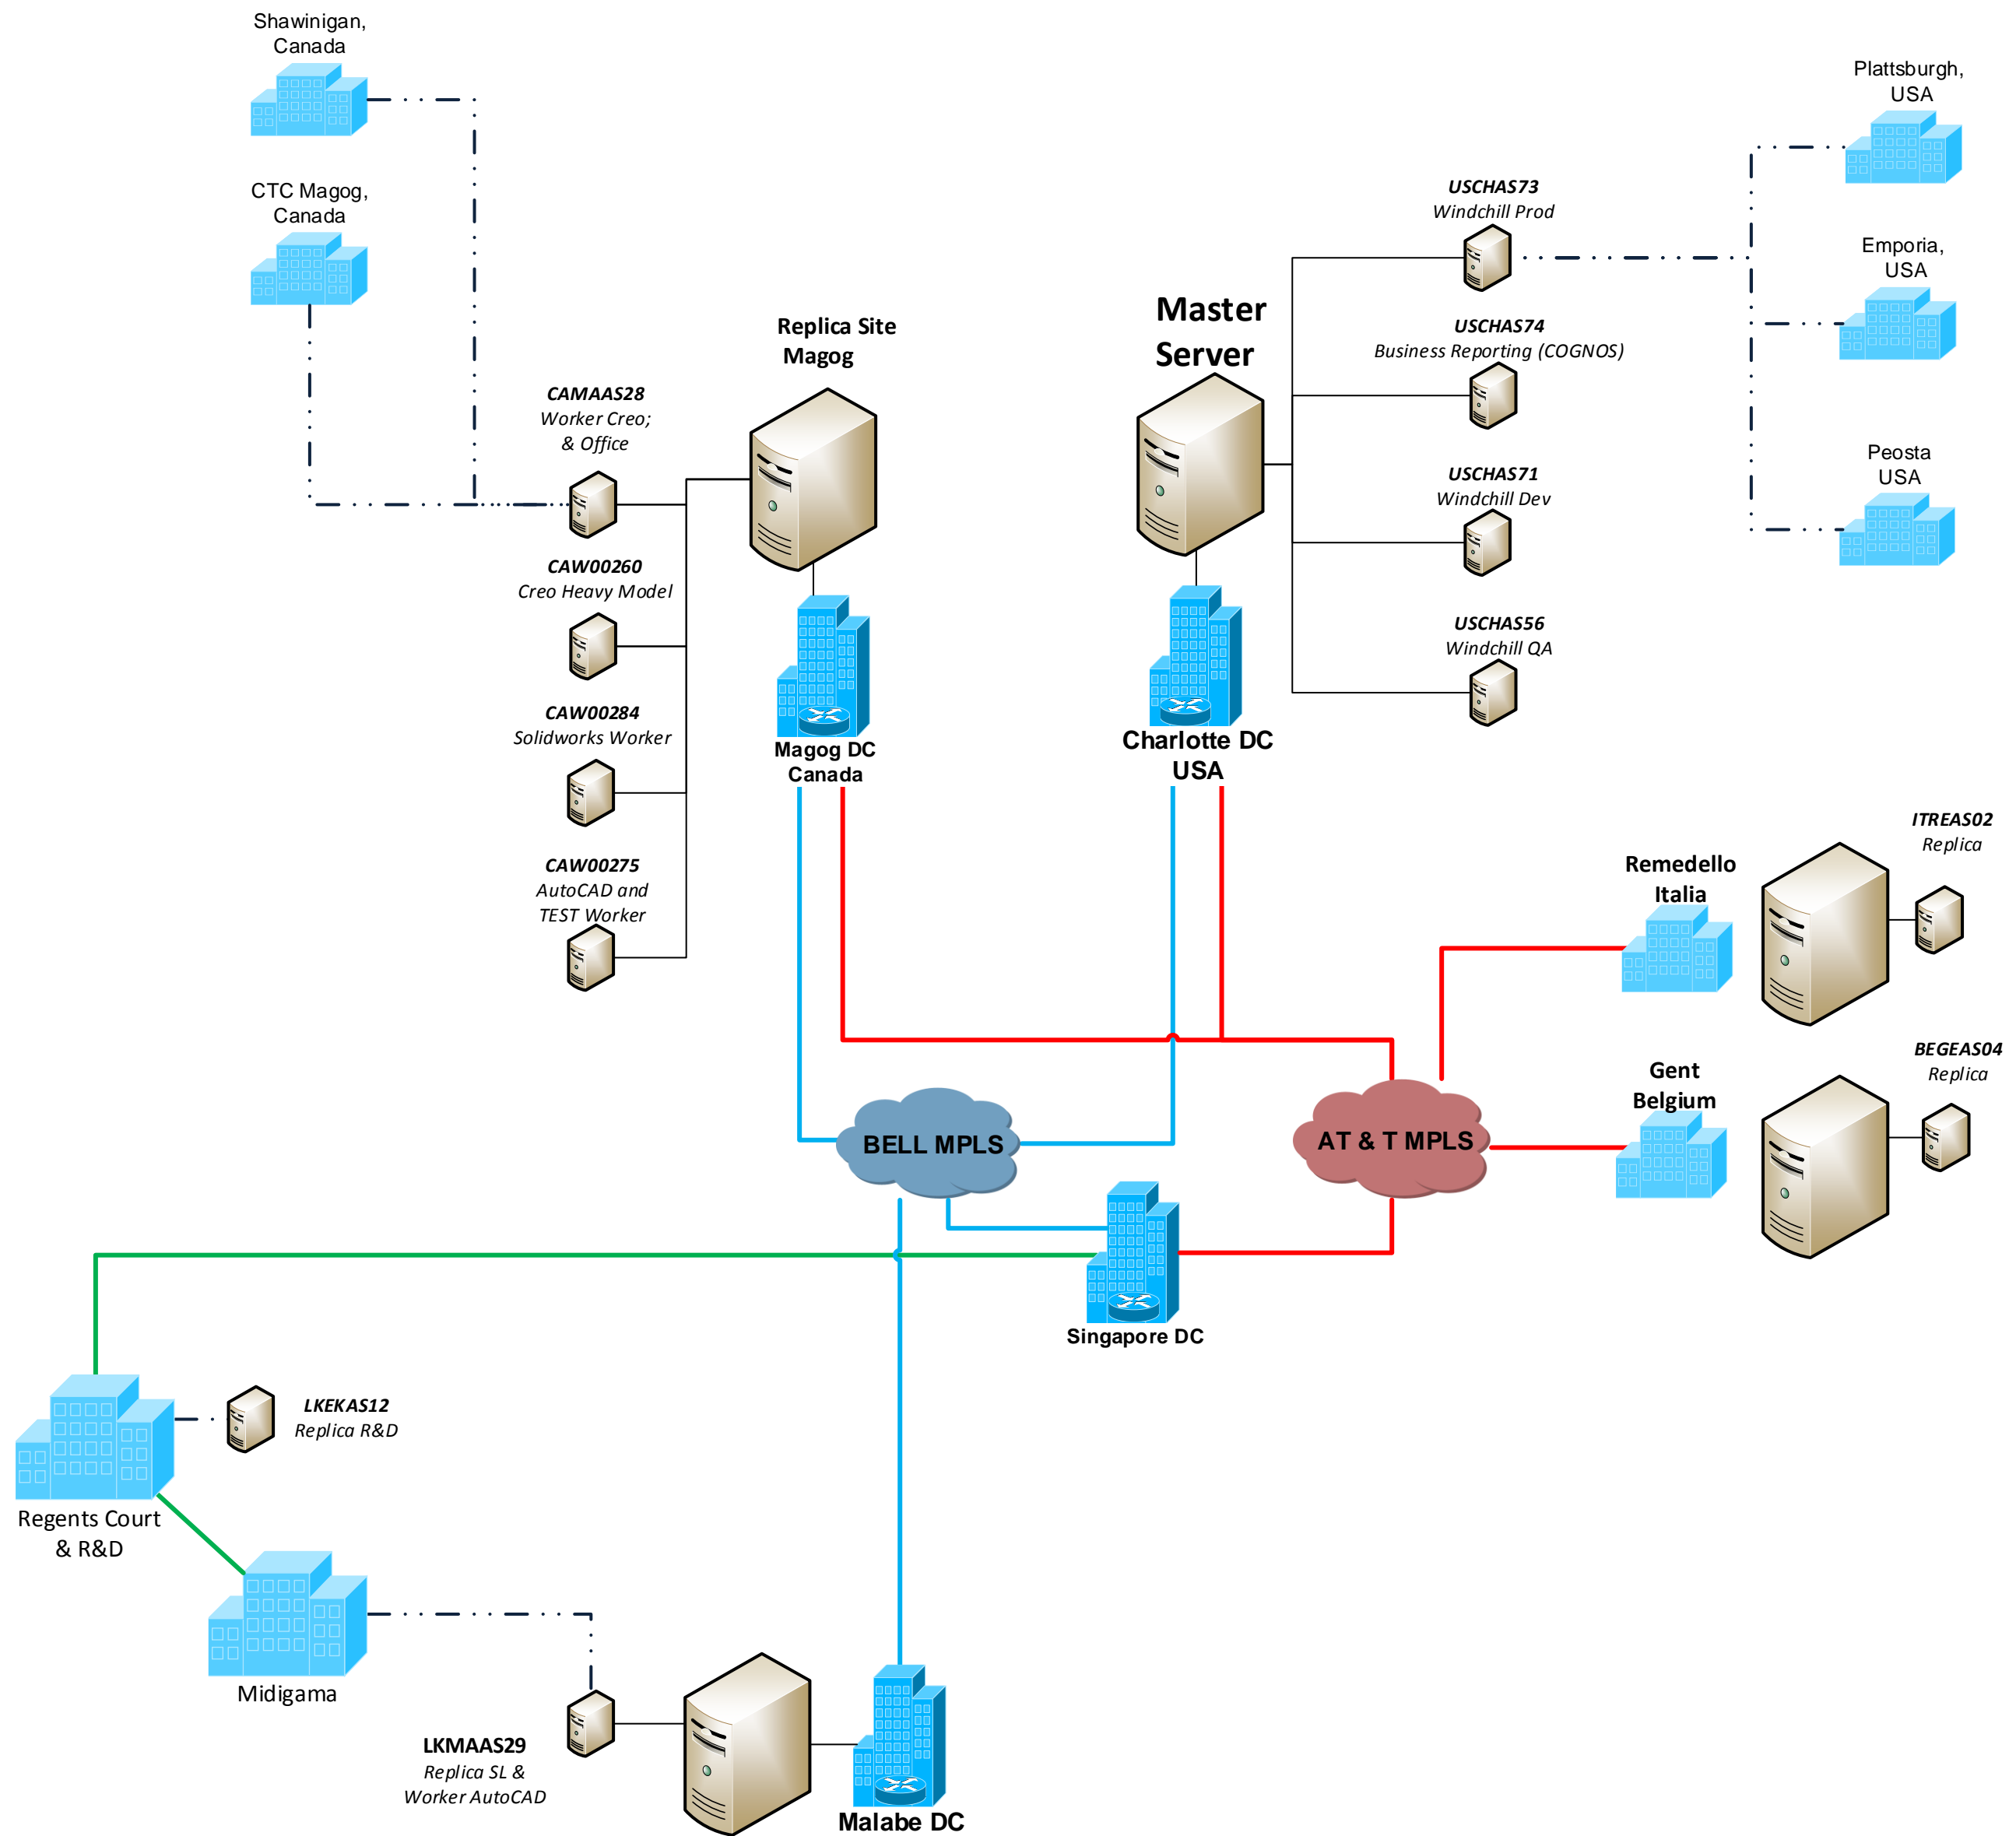 Shawinigan,
Canada
CTC Magog,
Canada
Plattsburgh,
USA
Emporia,
USA
Peosta
USA
USCHAS73
Windchill Prod
USCHAS74
Business Reporting (COGNOS)
USCHAS71
Windchill Dev
USCHAS56
Windchill QA
Master
Server
Replica Site
Magog
CAMAAS28
Worker Creo;
& Office
CAW00260
Creo Heavy Model
CAW00284
Solidworks Worker
CAW00275
AutoCAD and
TEST Worker
Magog DC
Canada
Charlotte DC
USA
ITREAS02
Replica
Remedello
Italia
BEGEAS04
Replica
Gent
Belgium
BELL MPLS
AT & T MPLS
Singapore DC
LKEKAS12
Replica R&D
Regents Court
& R&D
Midigama
LKMAAS29
Replica SL &
Worker AutoCAD
Malabe DC